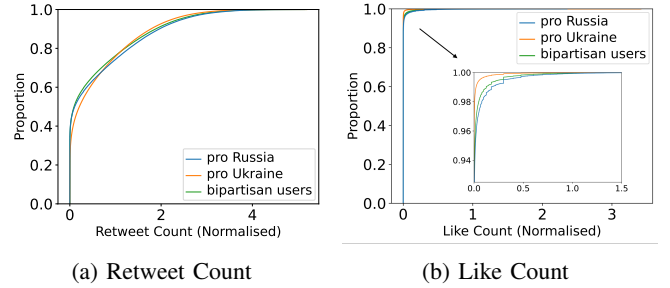 1.0
0.8
0.6
0.4
0.2
0.0
Proportion
pro Russia
pro Ukraine
bipartisan users
0 2 4
Retweet Count (Normalised)
(a) Retweet Count
1.0
0.8
0.6
0.4
0.2
0.0
Proportion
pro Russia
pro Ukraine
bipartisan users
1.00
0.98
0.96
0.94
0.0 0.5 1.0 1.5
0 1 2 3
Like Count (Normalised)
(b) Like Count